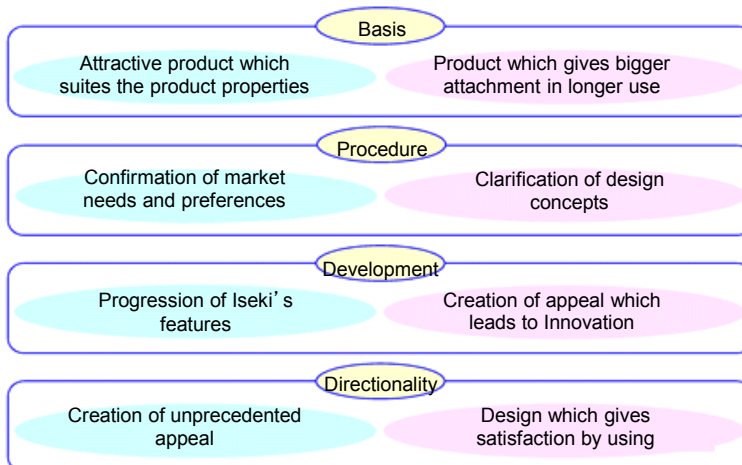 Basis
Attractive product which
suites the product properties
Product which gives bigger
attachment in longer use
Procedure
Confirmation of market
needs and preferences
Clarification of design
concepts
Development
Progression of Iseki’s
features
Creation of appeal which
leads to Innovation
Directionality
Creation of unprecedented
appeal
Design which gives
satisfaction by using